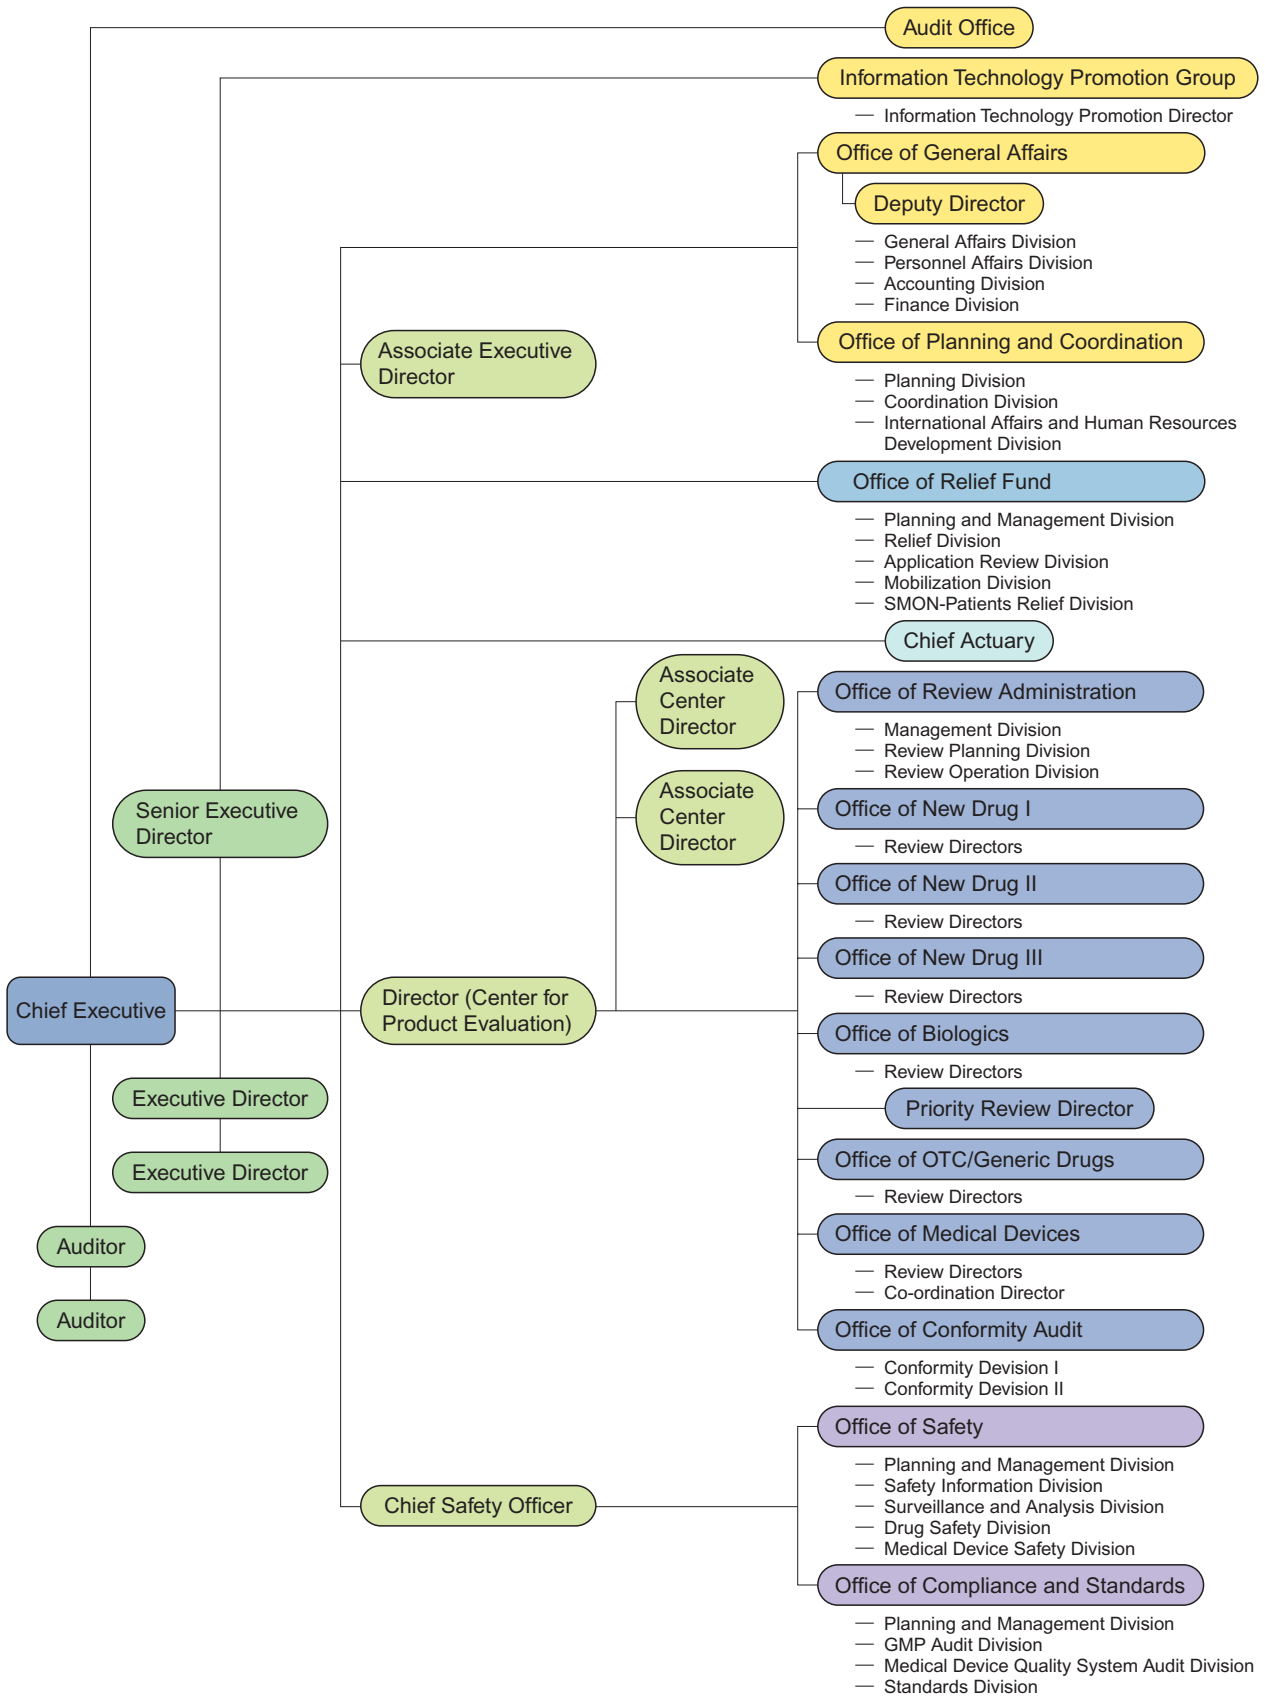 Audit Office
Information Technology Promotion Group
— Information Technology Promotion Director
Office of General Affairs
Deputy Director
— General Affairs Division
— Personnel Affairs Division
— Accounting Division
— Finance Division
Associate Executive
Director
Office of Planning and Coordination
— Planning Division
— Coordination Division
— International Affairs and Human Resources
Development Division
Office of Relief Fund
— Planning and Management Division
— Relief Division
— Application Review Division
— Mobilization Division
— SMON-Patients Relief Division
Chief Actuary
Associate
Center
Director
Associate
Center
Director
Office of Review Administration
— Management Division
— Review Planning Division
— Review Operation Division
Senior Executive
Director
Office of New Drug I
— Review Directors
Office of New Drug II
— Review Directors
Office of New Drug III
— Review Directors
Chief Executive
Director (Center for
Product Evaluation)
Office of Biologics
— Review Directors
Priority Review Director
Executive Director
Executive Director
Office of OTC/Generic Drugs
— Review Directors
Auditor
Auditor
Office of Medical Devices
— Review Directors
— Co-ordination Director
Office of Conformity Audit
— Conformity Devision I
— Conformity Devision II
Chief Safety Officer
Office of Safety
— Planning and Management Division
— Safety Information Division
— Surveillance and Analysis Division
— Drug Safety Division
— Medical Device Safety Division
Office of Compliance and Standards
— Planning and Management Division
— GMP Audit Division
— Medical Device Quality System Audit Division
— Standards Division